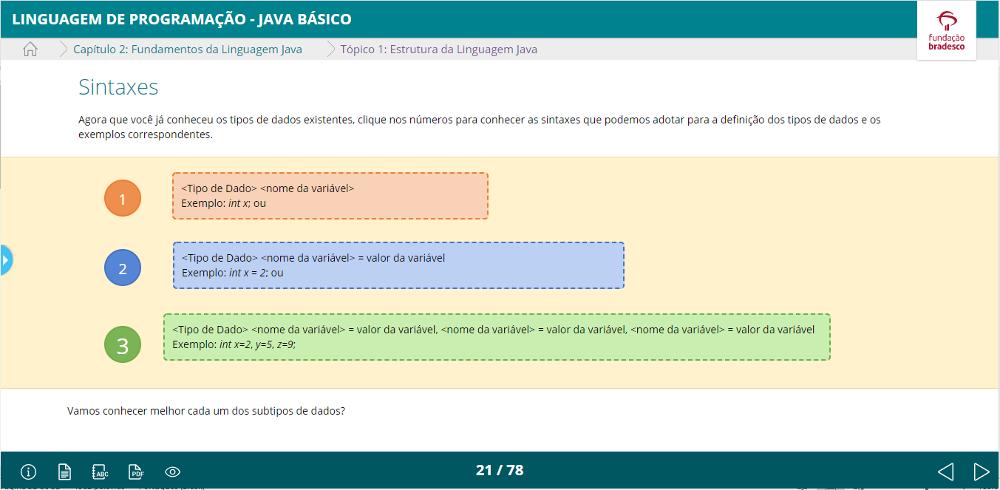 LINGUAGEM DE PROGRAMAÇÃO - JAVA BÁSICO
fundação
bradesco
Capítulo 2: Fundamentos da Linguagem Java
Tópico 1: Estrutura da Linguagem Java
Sintaxes
Agora que você já conheceu os tipos de dados existentes, clique nos números para conhecer as sintaxes que podemos adotar para a definição dos tipos de dados e os
exemplos correspondentes.
1
<Tipo de Dado> <nome da variável>
Exemplo: int x; ou
2
<Tipo de Dado> <nome da variável> = valor da variável
Exemplo: int x = 2; ou
3
<Tipo de Dado> <nome da variável> = valor da variável, <nome da variável> = valor da variável, <nome da variável> = valor da variável
Exemplo: int x=2, y=5, z=9;
Vamos conhecer melhor cada um dos subtipos de dados?
ABC
PDF
21 / 78